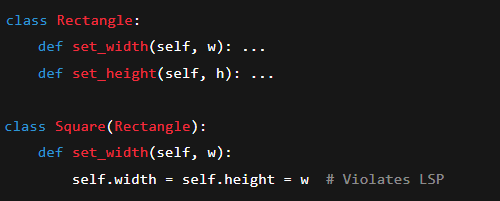 class Rectangle:
    def set_width(self, w): ...
    def set_height(self, h): ...

class Square(Rectangle):
    def set_width(self, w):
        self.width = self.height = w  # Violates LSP